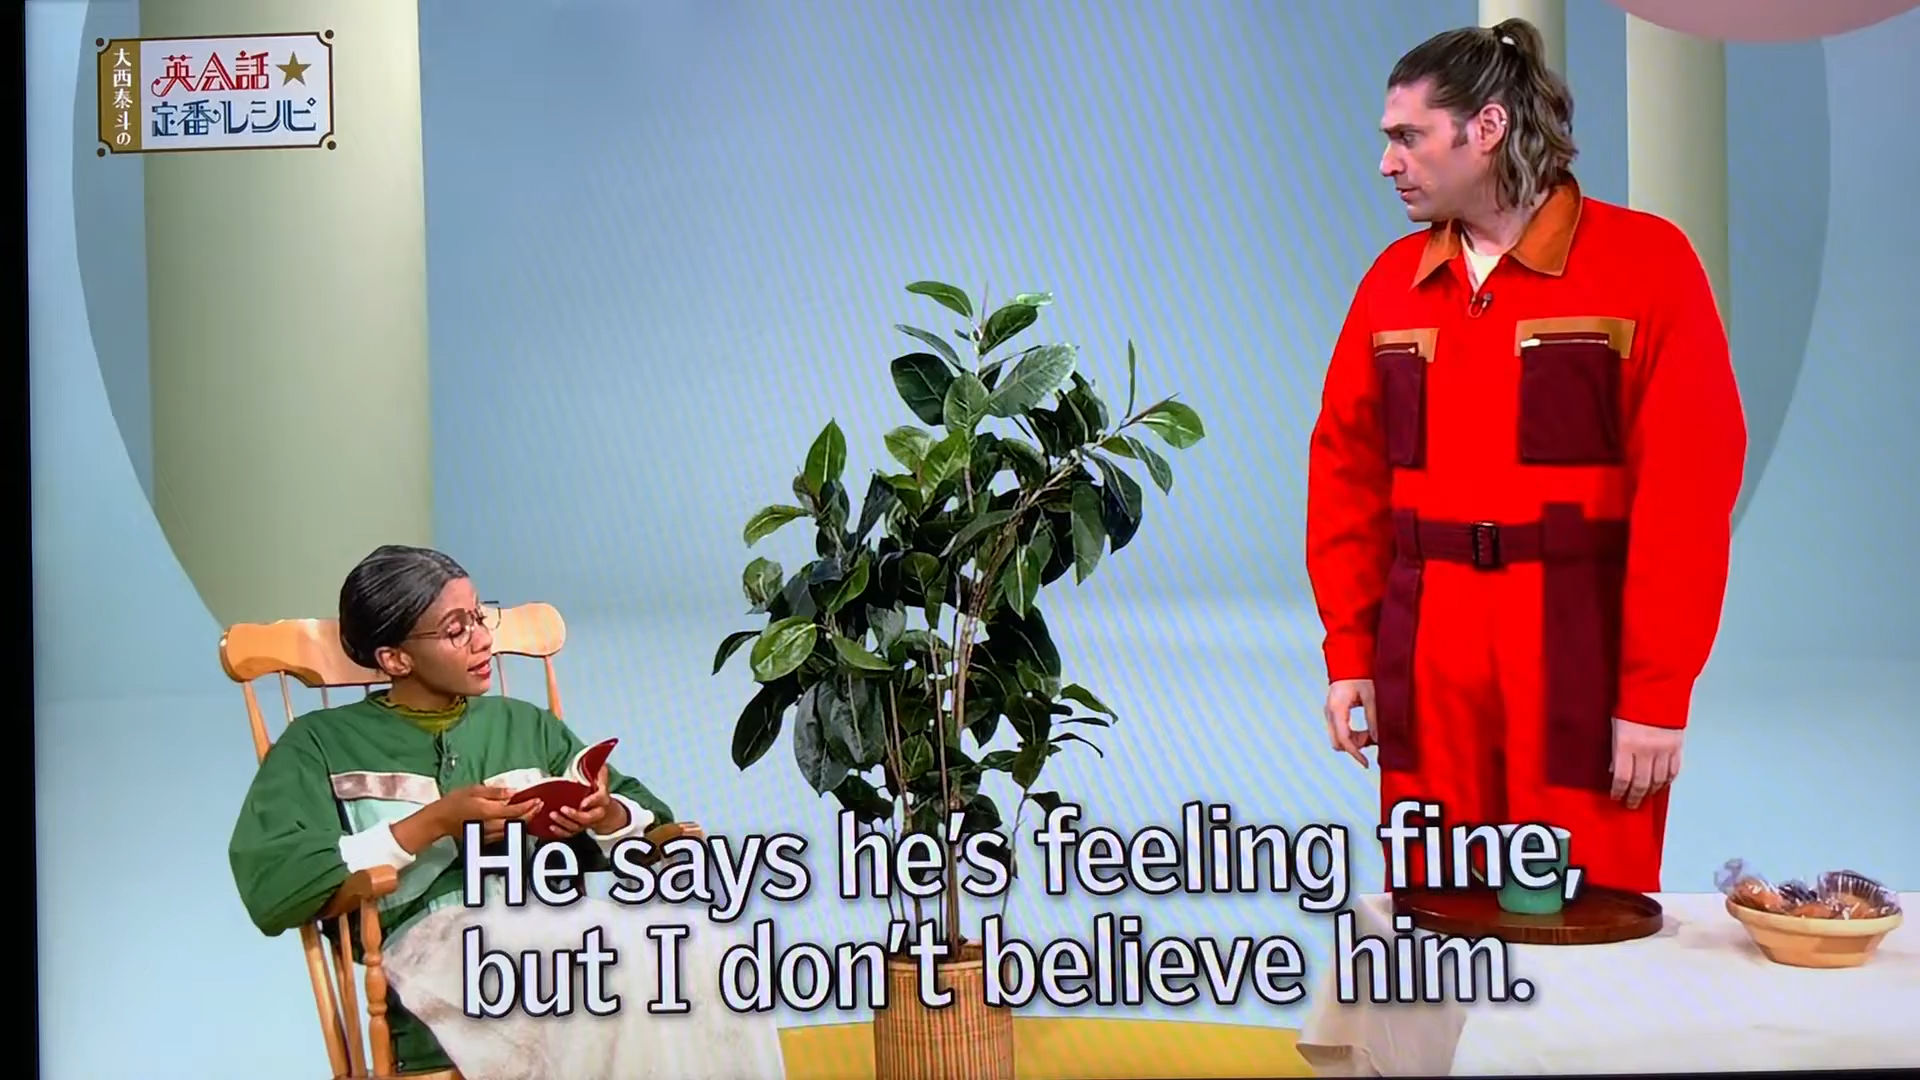 大西泰斗の
英会話★
定番レシピ
He says he's feeling fine,
but I don't believe him.